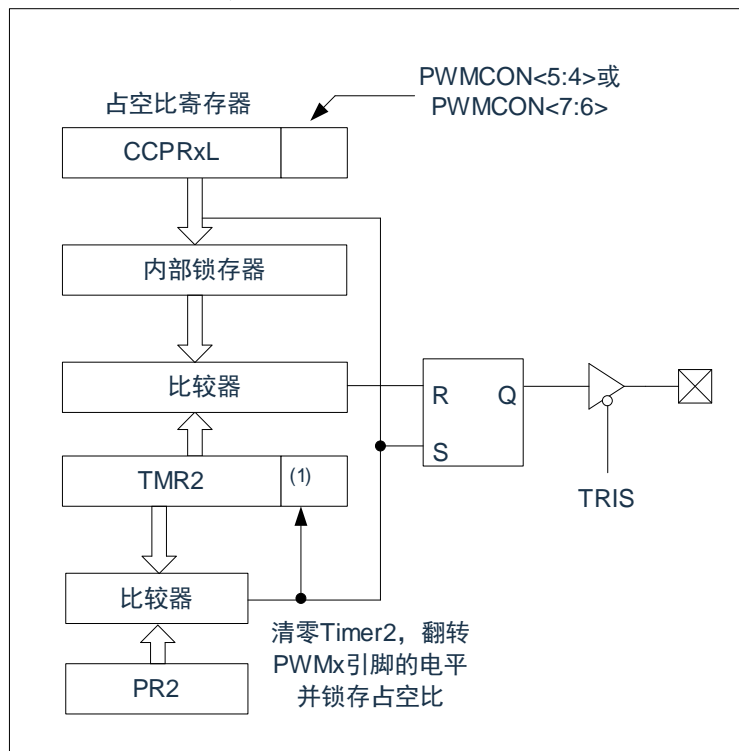 PWMCON<5:4>或
PWMCON<7:6>
占空比寄存器
CCPRxL
内部锁存器
比较器
R
Q
S
TMR2
(1)
TRIS
比较器
清零Timer2，翻转
PWMx引脚的电平
并锁存占空比
PR2